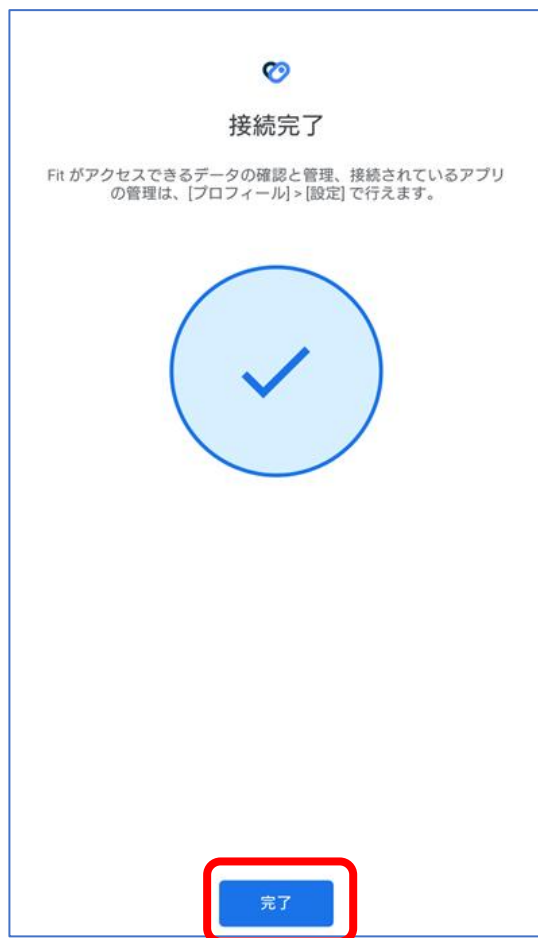 接続完了
Fit がアクセスできるデータの確認と管理、接続されているアプリ
の管理は、[プロフィール] > [設定] で行えます。
完了